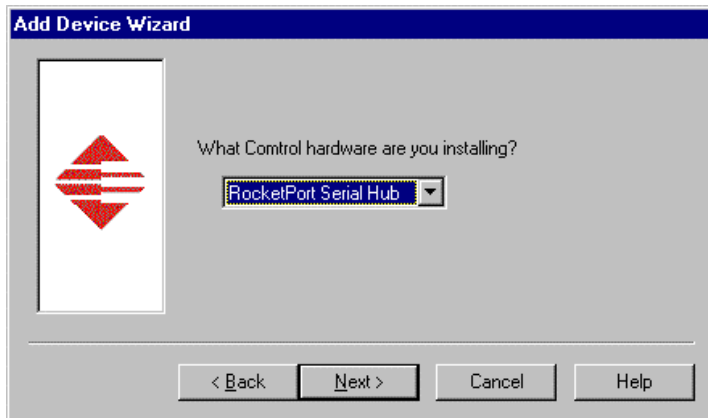 Add Device Wizard
What Comtrol hardware are you installing?
RocketPort Serial Hub
< Back Next > Cancel Help